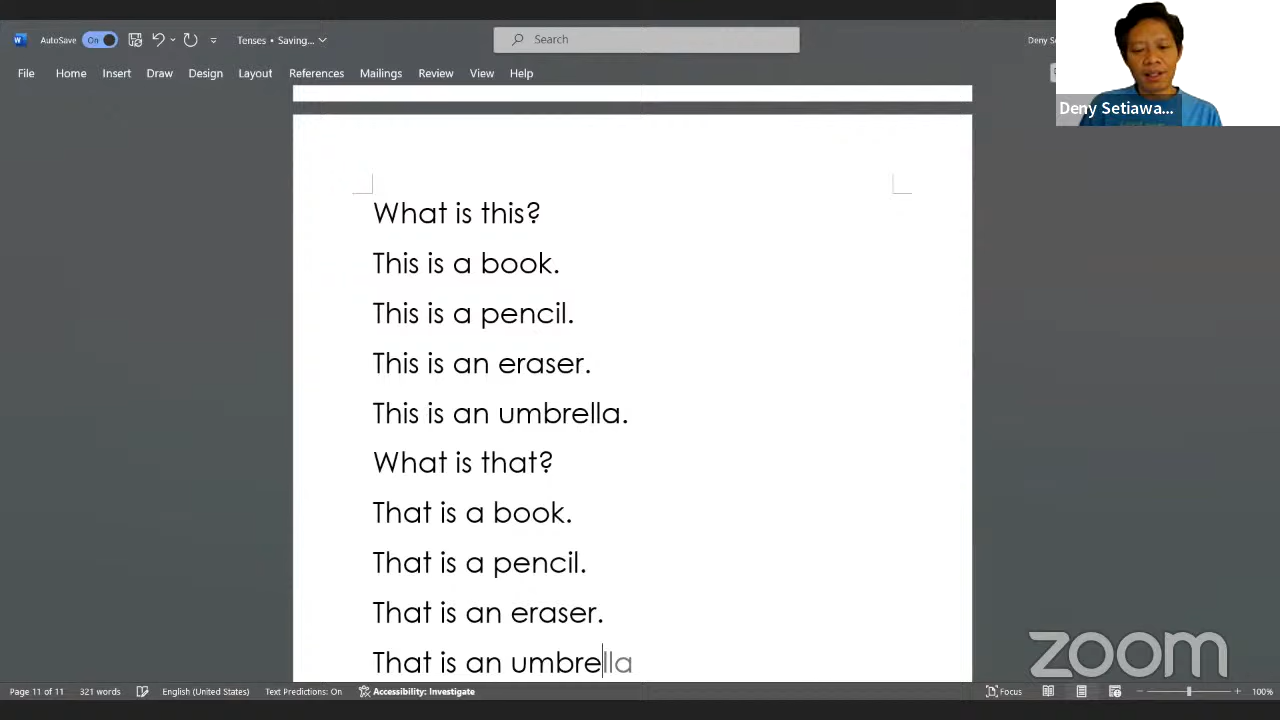 AutoSave On Tenses • Saving... Search Deny Se
File Home Insert Draw Design Layout References Mailings Review View Help
Deny Setiawa...
What is this?
This is a book.
This is a pencil.
This is an eraser.
This is an umbrella.
What is that?
That is a book.
That is a pencil.
That is an eraser.
That is an umbrella
zoom
Page 11 of 11 321 words English (United States) Text Predictions: On Accessibility: Investigate Focus 100%